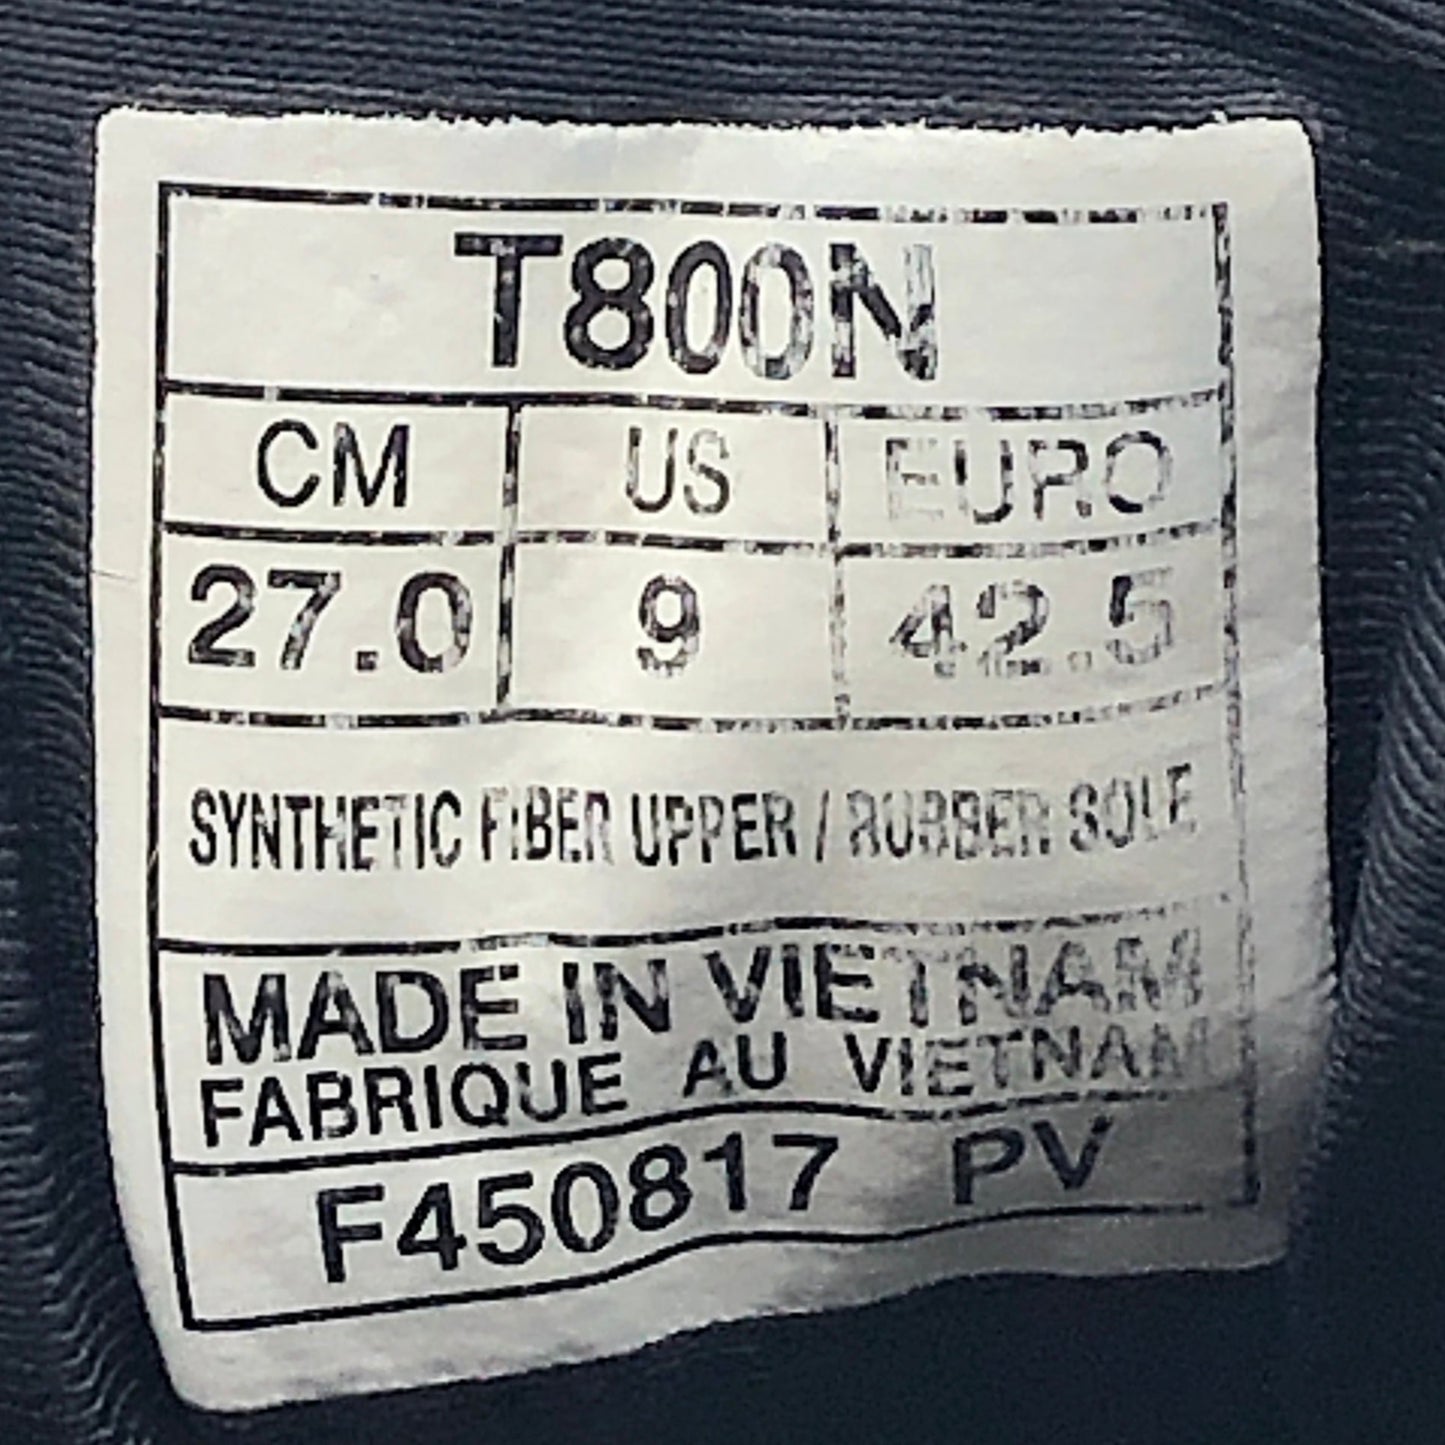 T800N
CM US EURO
27.0 9 42.5
SYNTHETIC FIBER UPPER / RUBBER SOLE
MADE IN VIETNAM
FABRIQUE AU VIETNAM
F450817 PV